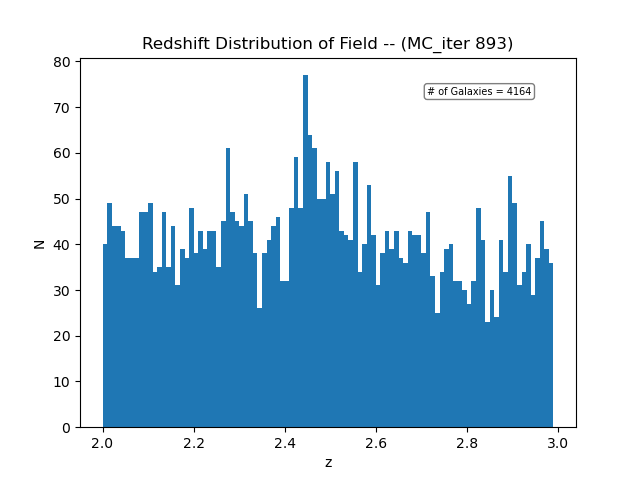 Redshift Distribution of Field -- (MC_iter 893)
# of Galaxies = 4164
80
70
60
50
40
30
20
10
0
N
2.0 2.2 2.4 2.6 2.8 3.0
z